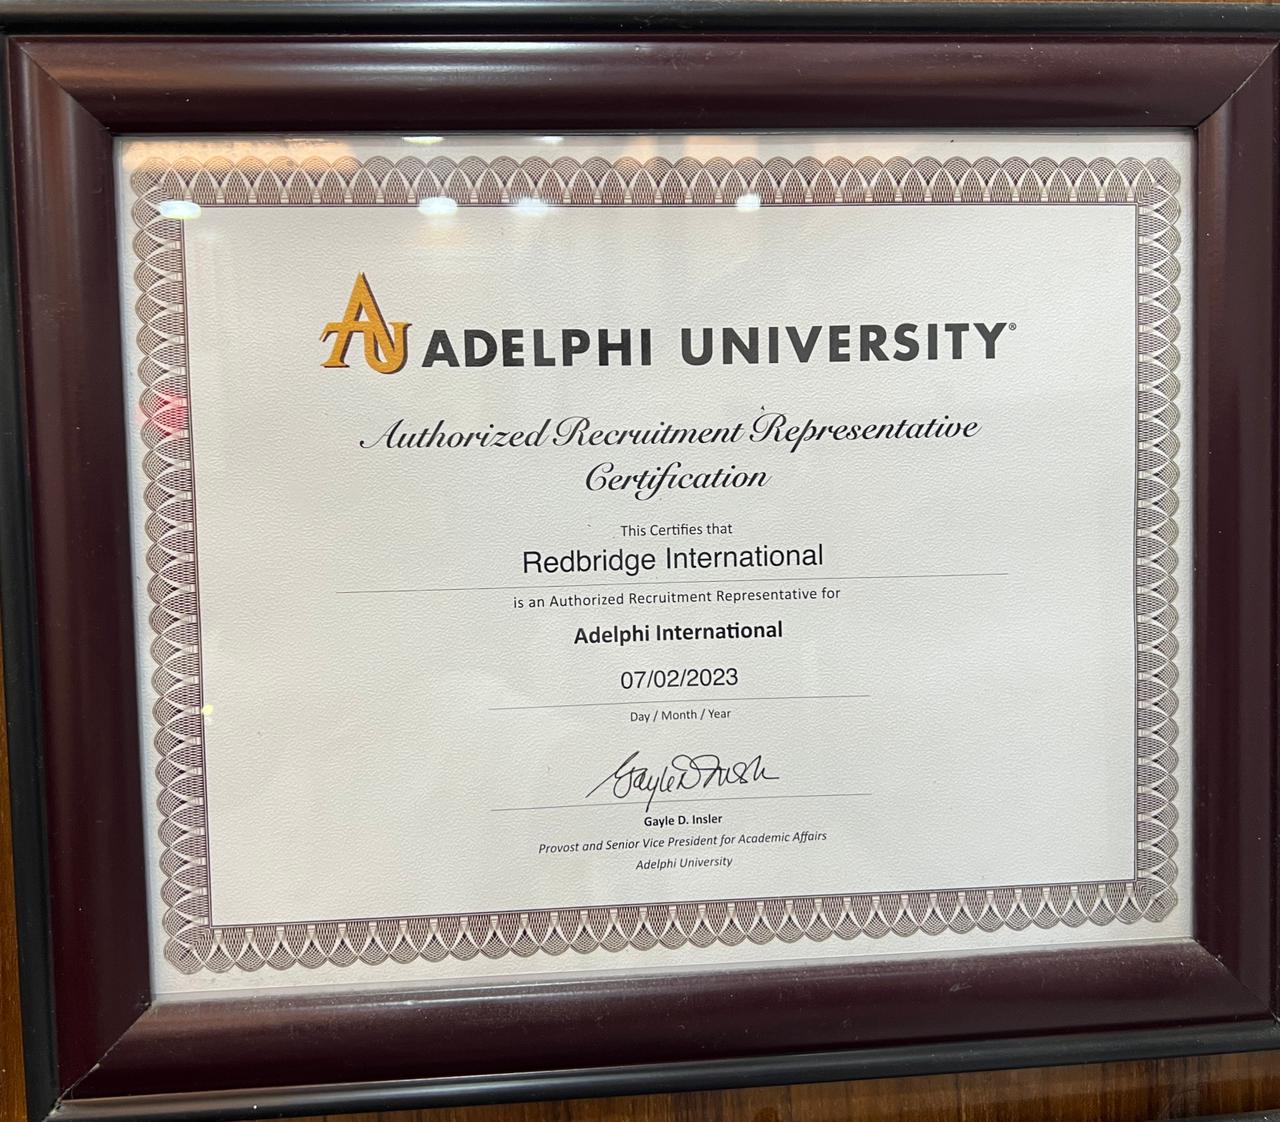 AU ADELPHI UNIVERSITY®
Authorized Recruitment Representative
Certification
This Certifies that
Redbridge International
is an Authorized Recruitment Representative for
Adelphi International
07/02/2023
Day / Month / Year
Gayle D. Insler
Gayle D. Insler
Provost and Senior Vice President for Academic Affairs
Adelphi University